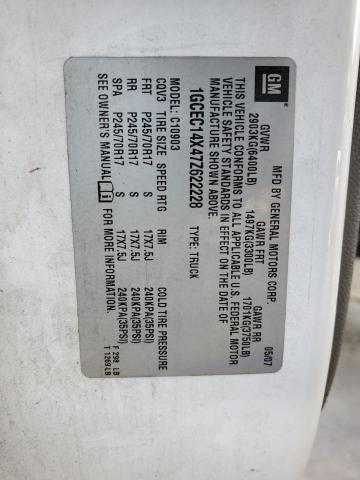 GM
MFD BY GENERAL MOTORS CORP. 05/07
GVWR GAWR FRT GAWR RR
2903KG(6400LB) 1497KG(3300LB) 1701KG(3750LB)
THIS VEHICLE CONFORMS TO ALL APPLICABLE U.S. FEDERAL MOTOR
VEHICLE SAFETY STANDARDS IN EFFECT ON THE DATE OF
MANUFACTURE SHOWN ABOVE.
1GCEC14X47Z622228 TYPE: TRUCK
MODEL: C10903
CQV3 TIRE SIZE SPEED RTG RIM COLD TIRE PRESSURE
FRT P245/70R17 S 17X7.5J 240KPA(35PSI)
RR P245/70R17 S 17X7.5J 240KPA(35PSI)
SPA P245/70R17 S 17X7.5J 240KPA(35PSI)
SEE OWNER'S MANUAL
F 298 LB
T 1269 LB